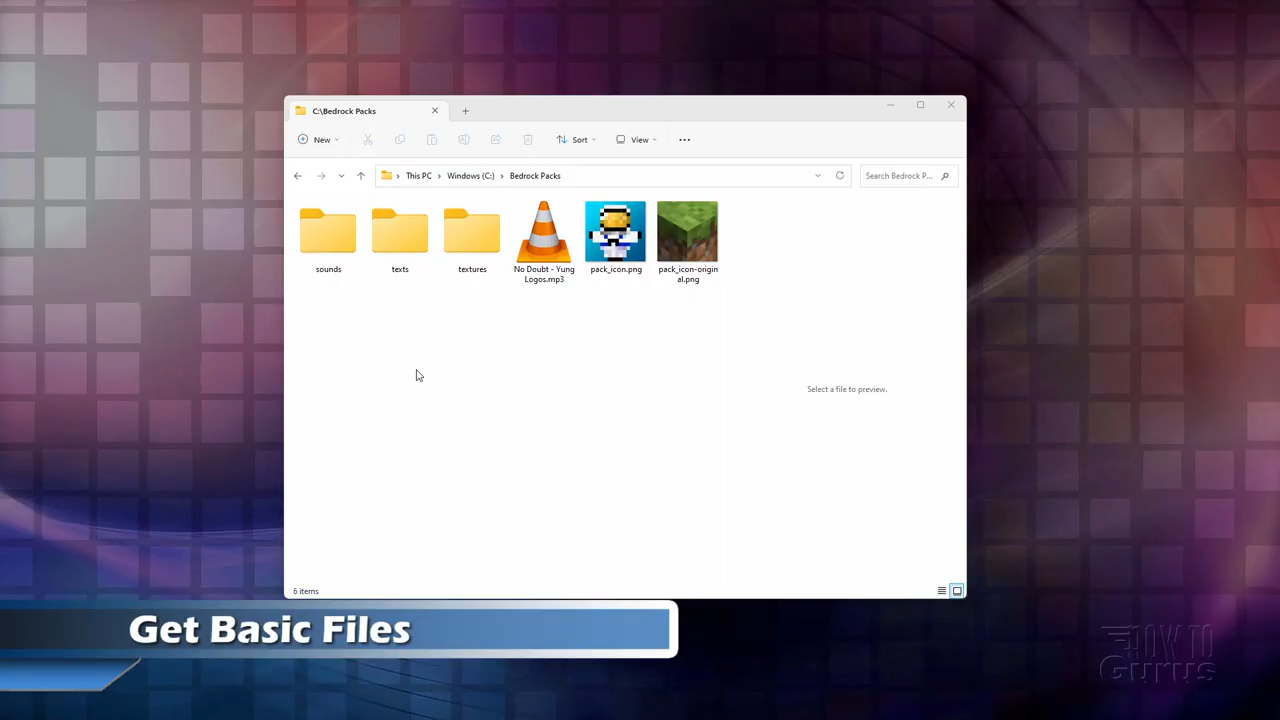 C:\Bedrock Packs
New
Sort
View
This PC
Windows (C:)
Bedrock Packs
Search Bedrock P...
sounds
texts
textures
No Doubt - Yung
Logos.mp3
pack_icon.png
pack_icon-origin
al.png
Select a file to preview.
6 items
Get Basic Files
HOW TO
GURUS